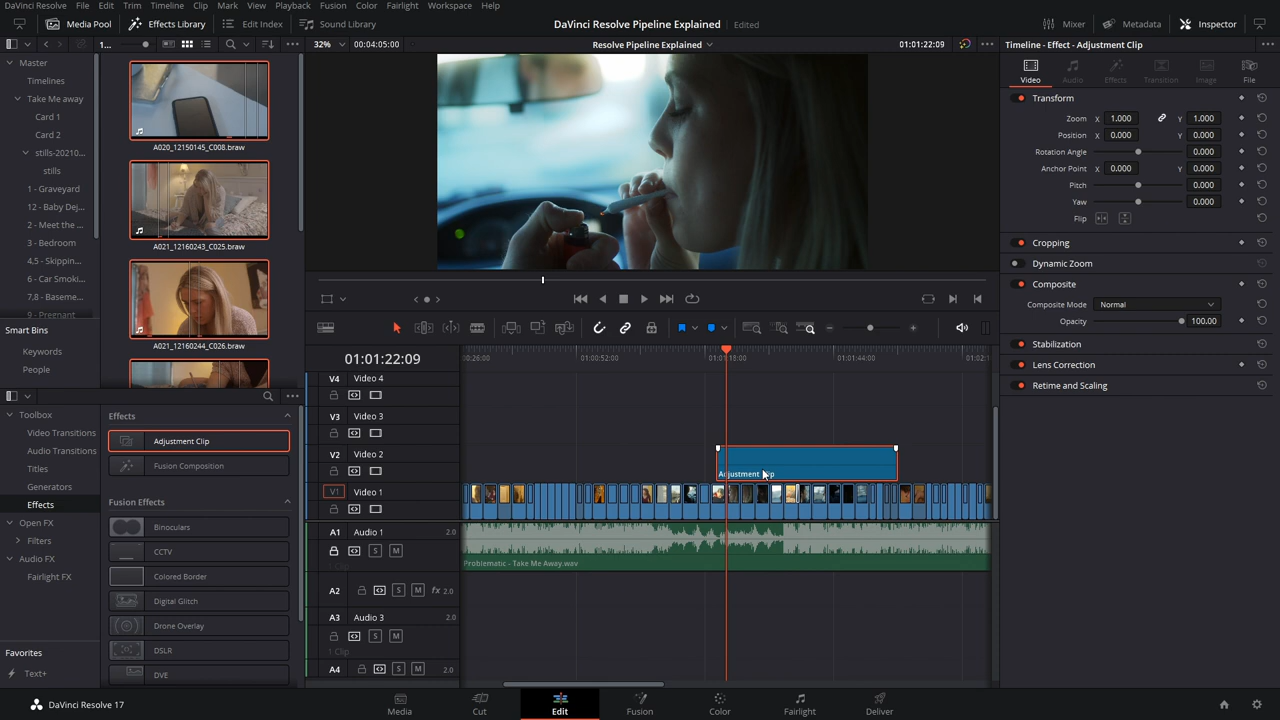 DaVinci Resolve File Edit Trim Timeline Clip Mark View Playback Fusion Color Fairlight Workspace Help
Media Pool Effects Library Edit Index Sound Library DaVinci Resolve Pipeline Explained Edited Mixer Metadata Inspector
1... 32% 00:04:05:00 Resolve Pipeline Explained 01:01:22:09 Timeline - Effect - Adjustment Clip
Master
Timelines
Take Me away
Card 1
Card 2
stills-20210...
stills
1 - Graveyard
12 - Baby Dej...
2 - Meet the ...
3 - Bedroom
4,5 - Skippin...
6 - Car Smoki...
7,8 - Baseme...
9 - Pregnant
Smart Bins
Keywords
People
A020_12150145_C008.braw
A021_12160243_C025.braw
A021_12160244_C026.braw
Video Audio Effects Transition Image File
Transform
Zoom X 1.000 Y 1.000
Position X 0.000 Y 0.000
Rotation Angle 0.000
Anchor Point X 0.000 Y 0.000
Pitch 0.000
Yaw 0.000
Flip
Cropping
Dynamic Zoom
Composite
Composite Mode Normal
Opacity 100.00
Stabilization
Lens Correction
Retime and Scaling
Toolbox
Video Transitions
Audio Transitions
Titles
Generators
Effects
Open FX
Filters
Audio FX
Fairlight FX
Favorites
Text+
Effects
Adjustment Clip
Fusion Composition
Fusion Effects
Binoculars
CCTV
Colored Border
Digital Glitch
Drone Overlay
DSLR
DVE
01:01:22:09
00:26:00 01:00:52:00 01:01:18:00 01:01:44:00 01:02:1
V4 Video 4
V3 Video 3
V2 Video 2
Adjustment Clip
V1 Video 1
A1 Audio 1 2.0
S M
1 Clip
Problematic - Take Me Away.wav
A2 S M fx 2.0
A3 Audio 3 2.0
S M
1 Clip
A4 S M 2.0
DaVinci Resolve 17 Media Cut Edit Fusion Color Fairlight Deliver